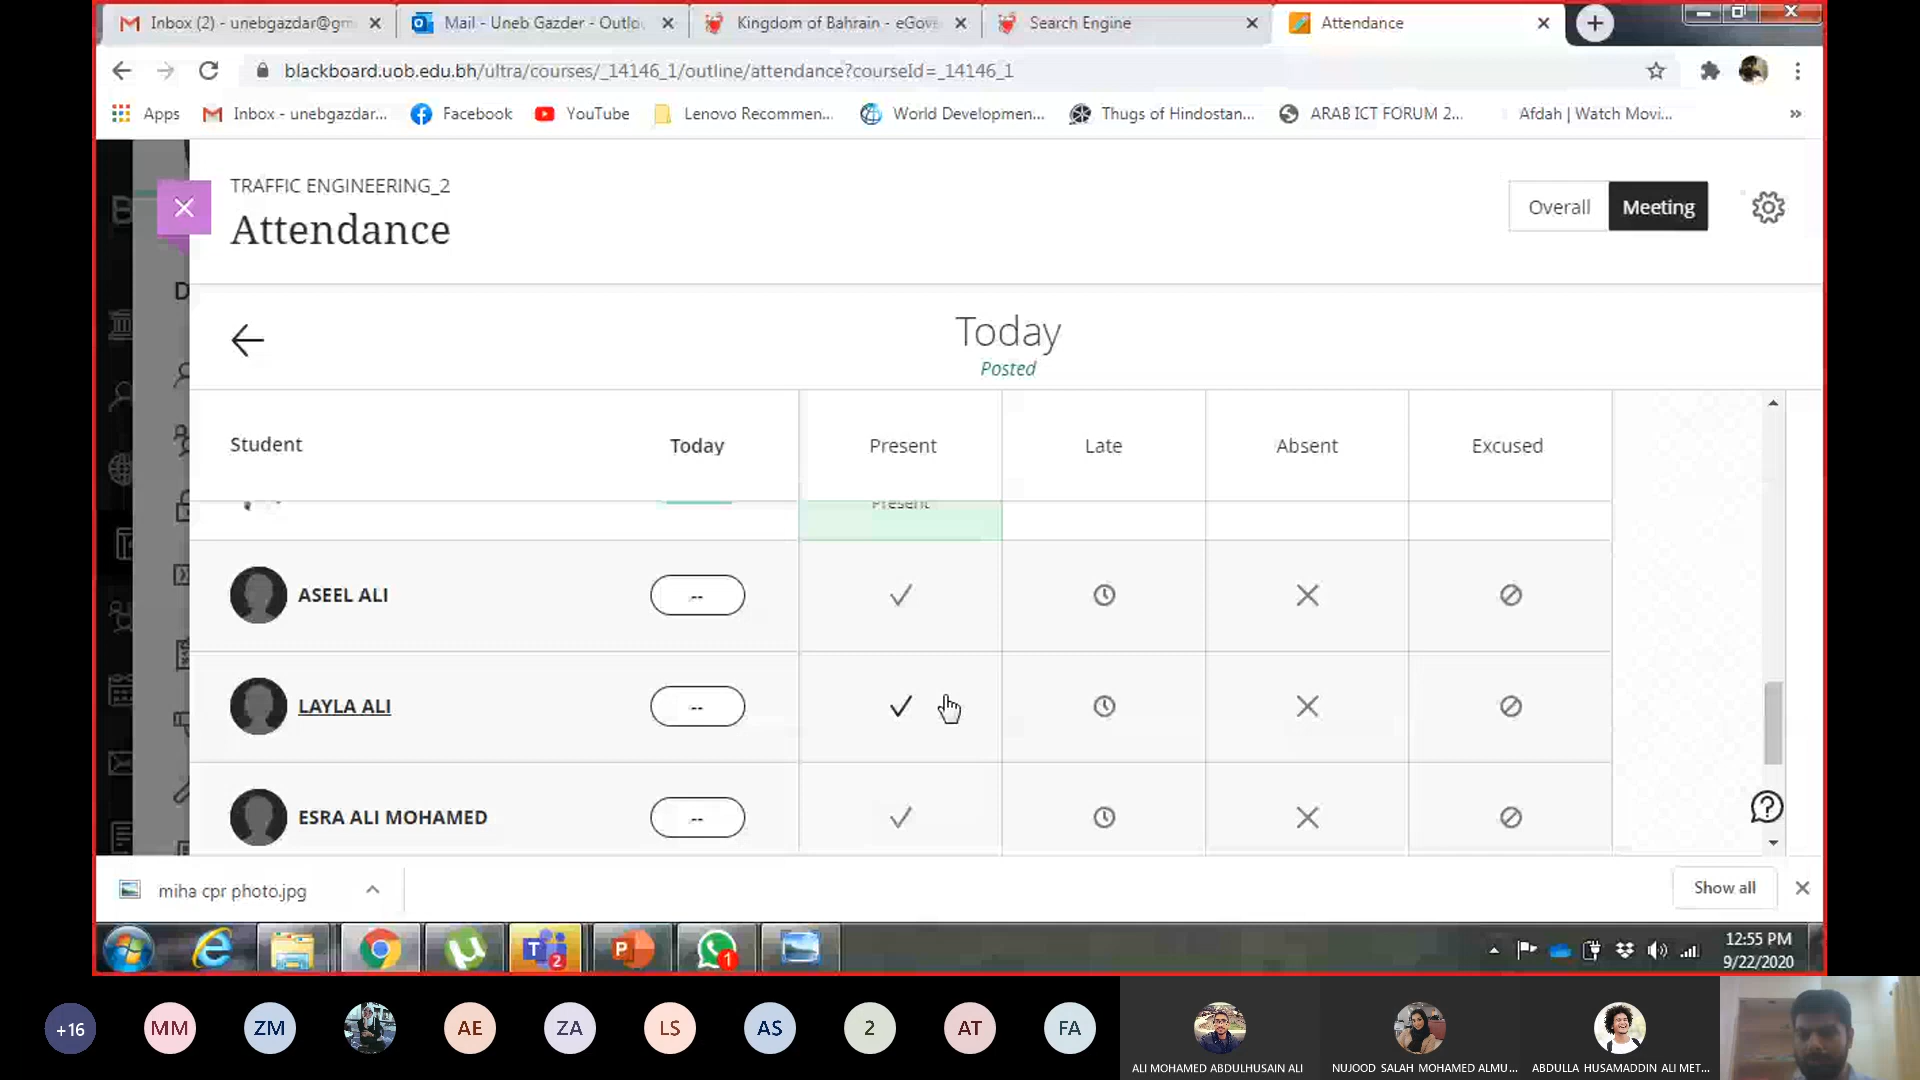 Inbox (2) - unebgazdar@gm
Mail - Uneb Gazder - Outlo
Kingdom of Bahrain - eGove
Search Engine
Attendance
blackboard.uob.edu.bh/ultra/courses/_14146_1/outline/attendance?courseId=_14146_1
Apps
Inbox - unebgazdar...
Facebook
YouTube
Lenovo Recommen...
World Developmen...
Thugs of Hindostan...
ARAB ICT FORUM 2...
Afdah | Watch Movi...
»
TRAFFIC ENGINEERING_2
Attendance
Overall
Meeting
Today
Posted
Student
Today
Present
Late
Absent
Excused
Present
ASEEL ALI
--
LAYLA ALI
--
ESRA ALI MOHAMED
--
miha cpr photo.jpg
Show all
2
1
12:55 PM
9/22/2020
+16
MM
ZM
AE
ZA
LS
AS
2
AT
FA
ALI MOHAMED ABDULHUSAIN ALI
NUJOOD SALAH MOHAMED ALMU...
ABDULLA HUSAMADDIN ALI MET...